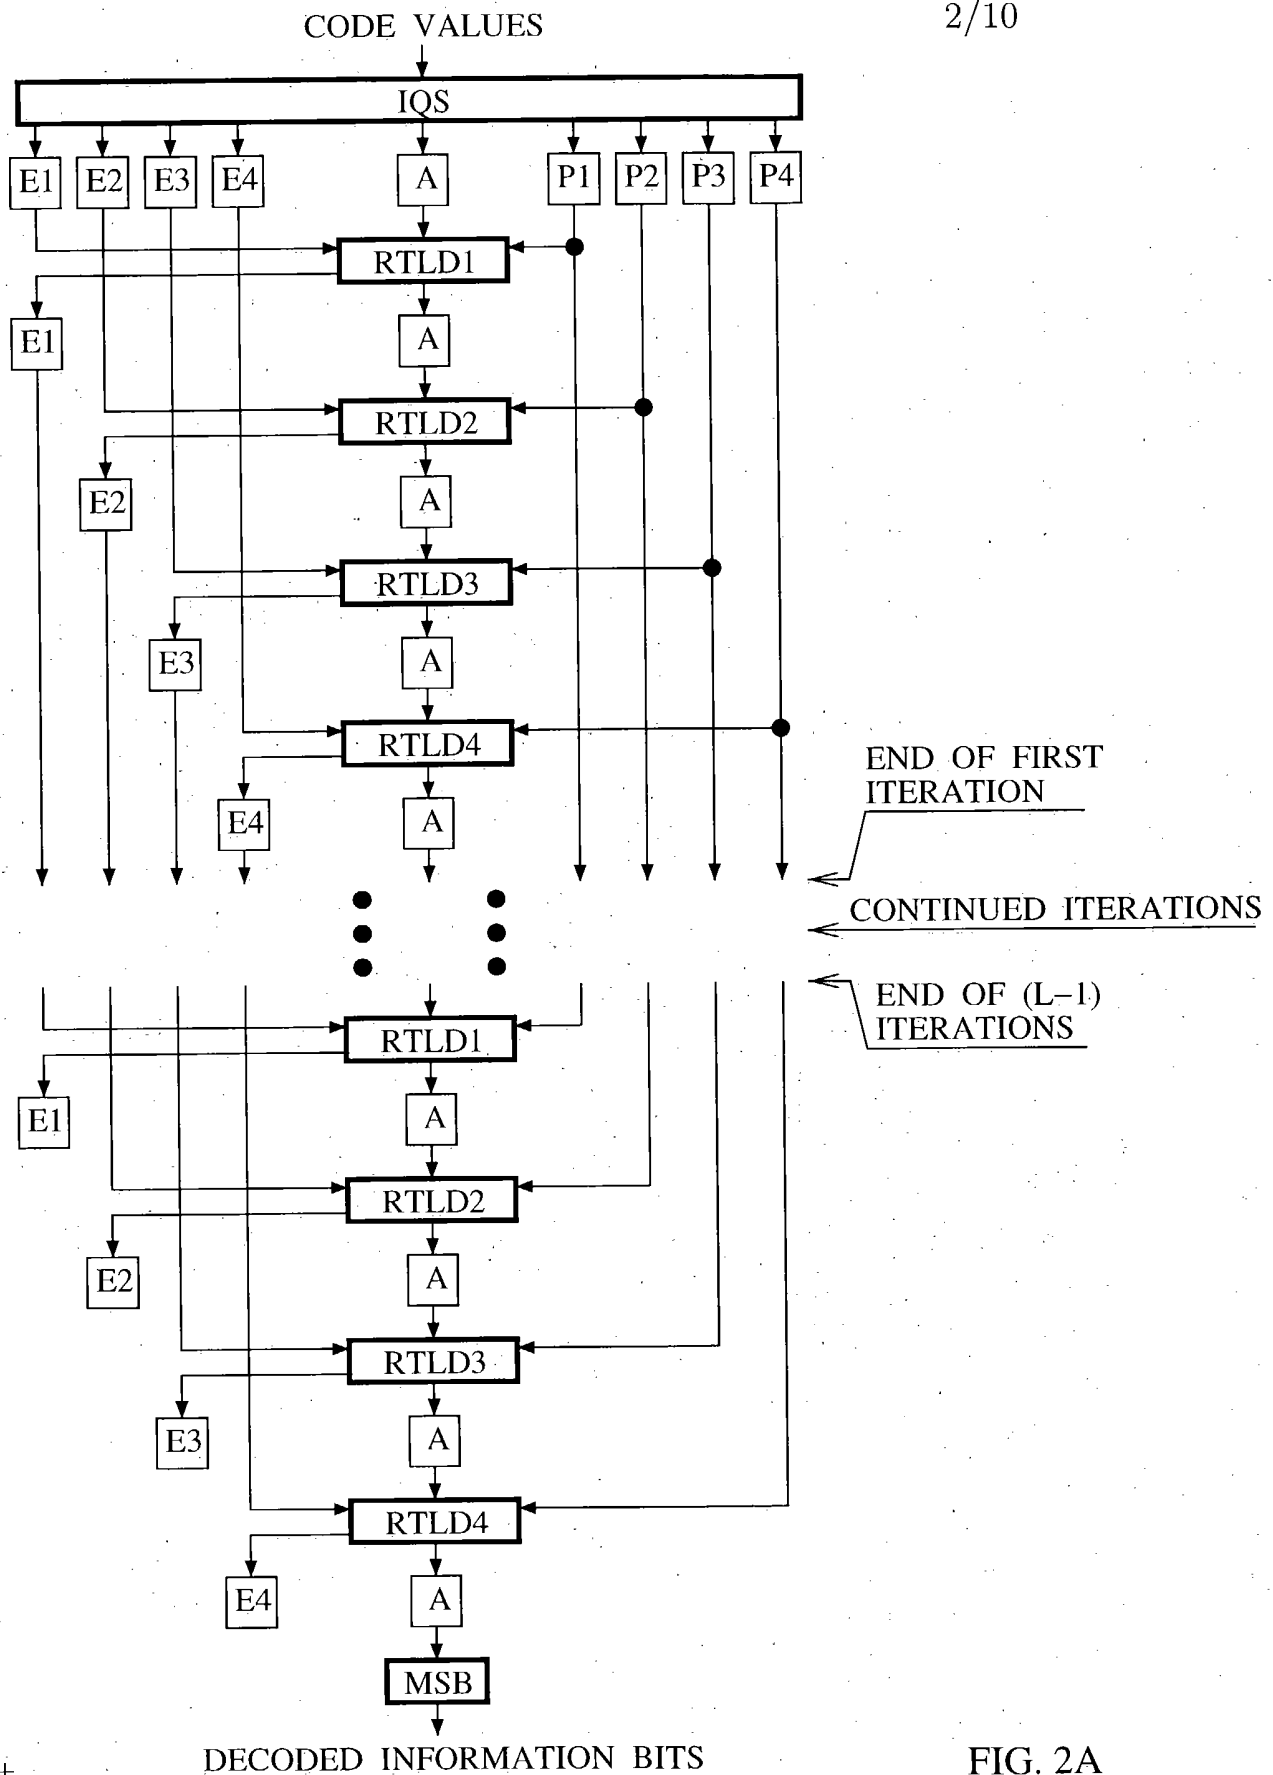 2/10
CODE VALUES
IQS
E1 E2 E3 E4 A P1 P2 P3 P4
RTLD1
E1 A
RTLD2
E2 A
RTLD3
E3 A
RTLD4
END OF FIRST
ITERATION
E4 A
CONTINUED ITERATIONS
END OF (L-1)
ITERATIONS
RTLD1
E1 A
RTLD2
E2 A
RTLD3
E3 A
RTLD4
E4 A
MSB
DECODED INFORMATION BITS
FIG. 2A